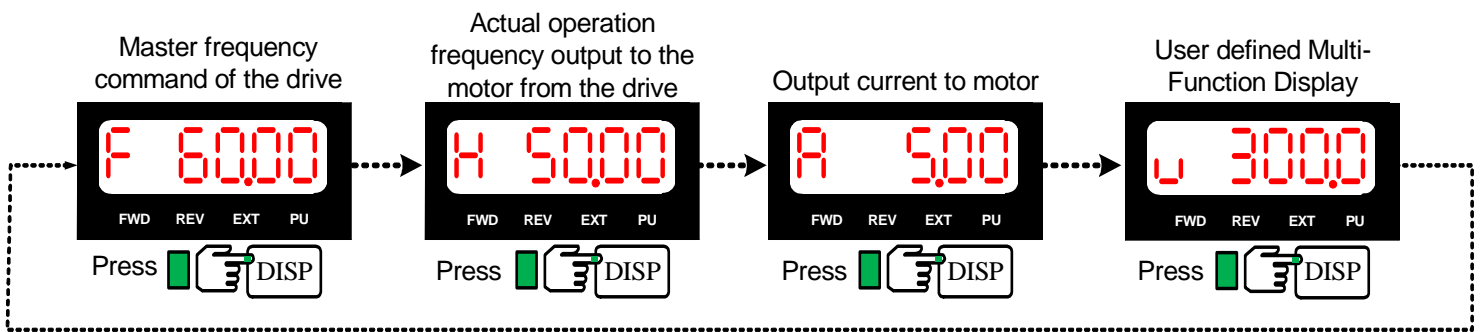 Master frequency
command of the drive
F 60.00
FWD REV EXT PU
Press DISP
Actual operation
frequency output to the
motor from the drive
H 50.00
FWD REV EXT PU
Press DISP
Output current to motor
A 5.00
FWD REV EXT PU
Press DISP
User defined Multi-
Function Display
u 300.0
FWD REV EXT PU
Press DISP